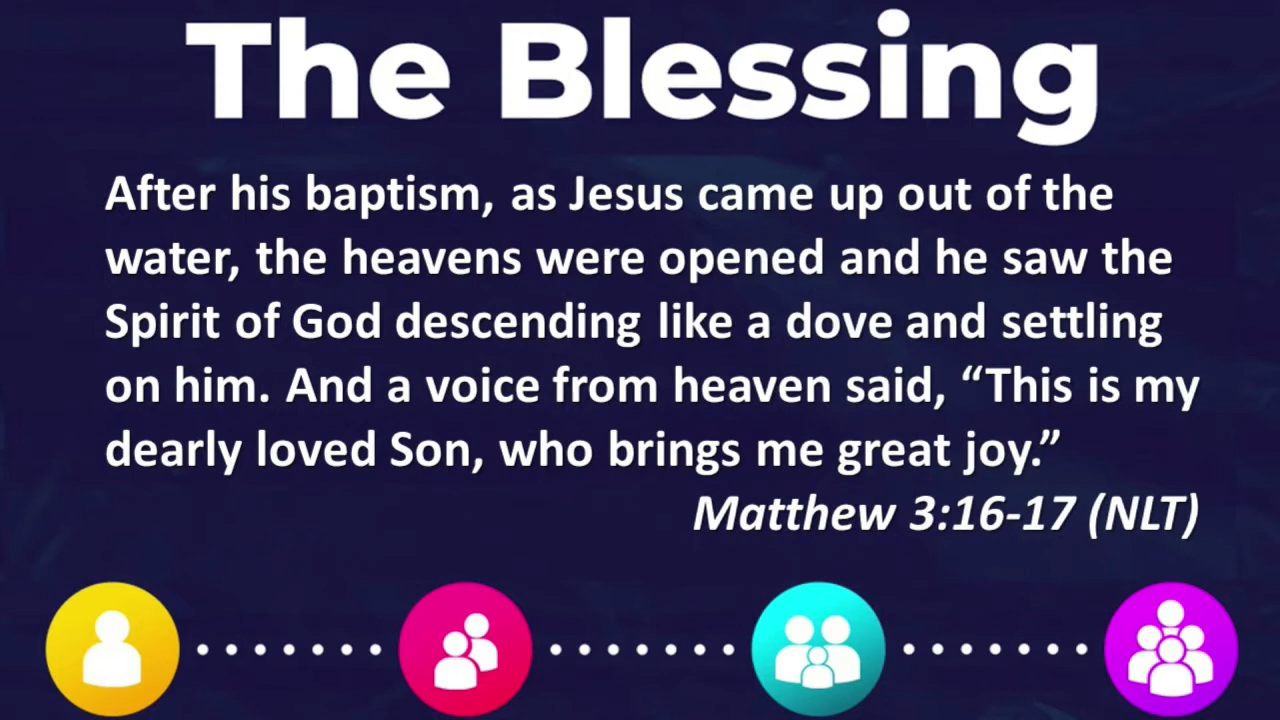 The Blessing
After his baptism, as Jesus came up out of the
water, the heavens were opened and he saw the
Spirit of God descending like a dove and settling
on him. And a voice from heaven said, “This is my
dearly loved Son, who brings me great joy.”
Matthew 3:16-17 (NLT)